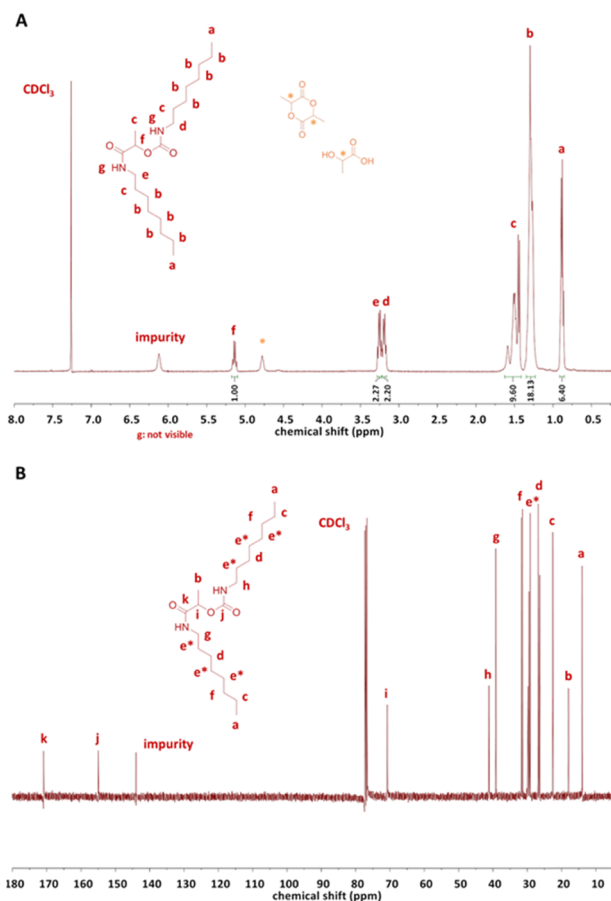 A
CDCl3
a
b
b
b
b
b
c
d
g
H
N
c
f
O
O
O
g
HN
e
c
b
b
b
b
b
a
*
O
O
O
O
*
HO
*
O
OH
b
a
c
e d
impurity
f
*
1.00
2.27
2.20
9.60
18.13
6.40
8.0 7.5 7.0 6.5 6.0 5.5 5.0 4.5 4.0 3.5 3.0 2.5 2.0 1.5 1.0 0.5
g: not visible
chemical shift (ppm)
B
CDCl3
a
f
c
e*
e*
d
e*
b
h
k
H
N
O
i
O
j
O
HN
g
e*
d
e*
e*
f
c
a
d
f
e*
c
g
a
h
b
i
k
j
impurity
180 170 160 150 140 130 120 110 100 90 80 70 60 50 40 30 20 10
chemical shift (ppm)